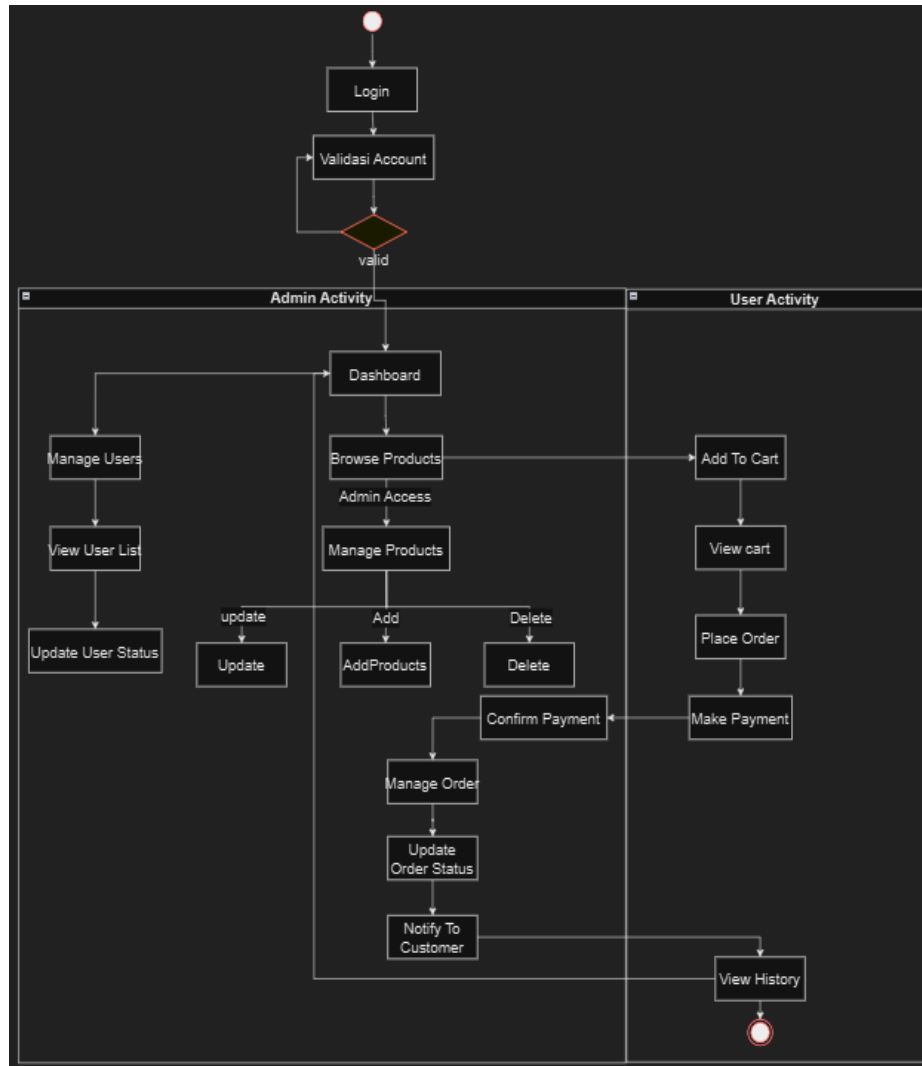 Login
Validasi Account
valid
Admin Activity
User Activity
Dashboard
Manage Users
Browse Products
Add To Cart
Admin Access
View User List
Manage Products
View cart
update
Add
Delete
Update User Status
Update
AddProducts
Delete
Place Order
Confirm Payment
Make Payment
Manage Order
Update
Order Status
Notify To
Customer
View History